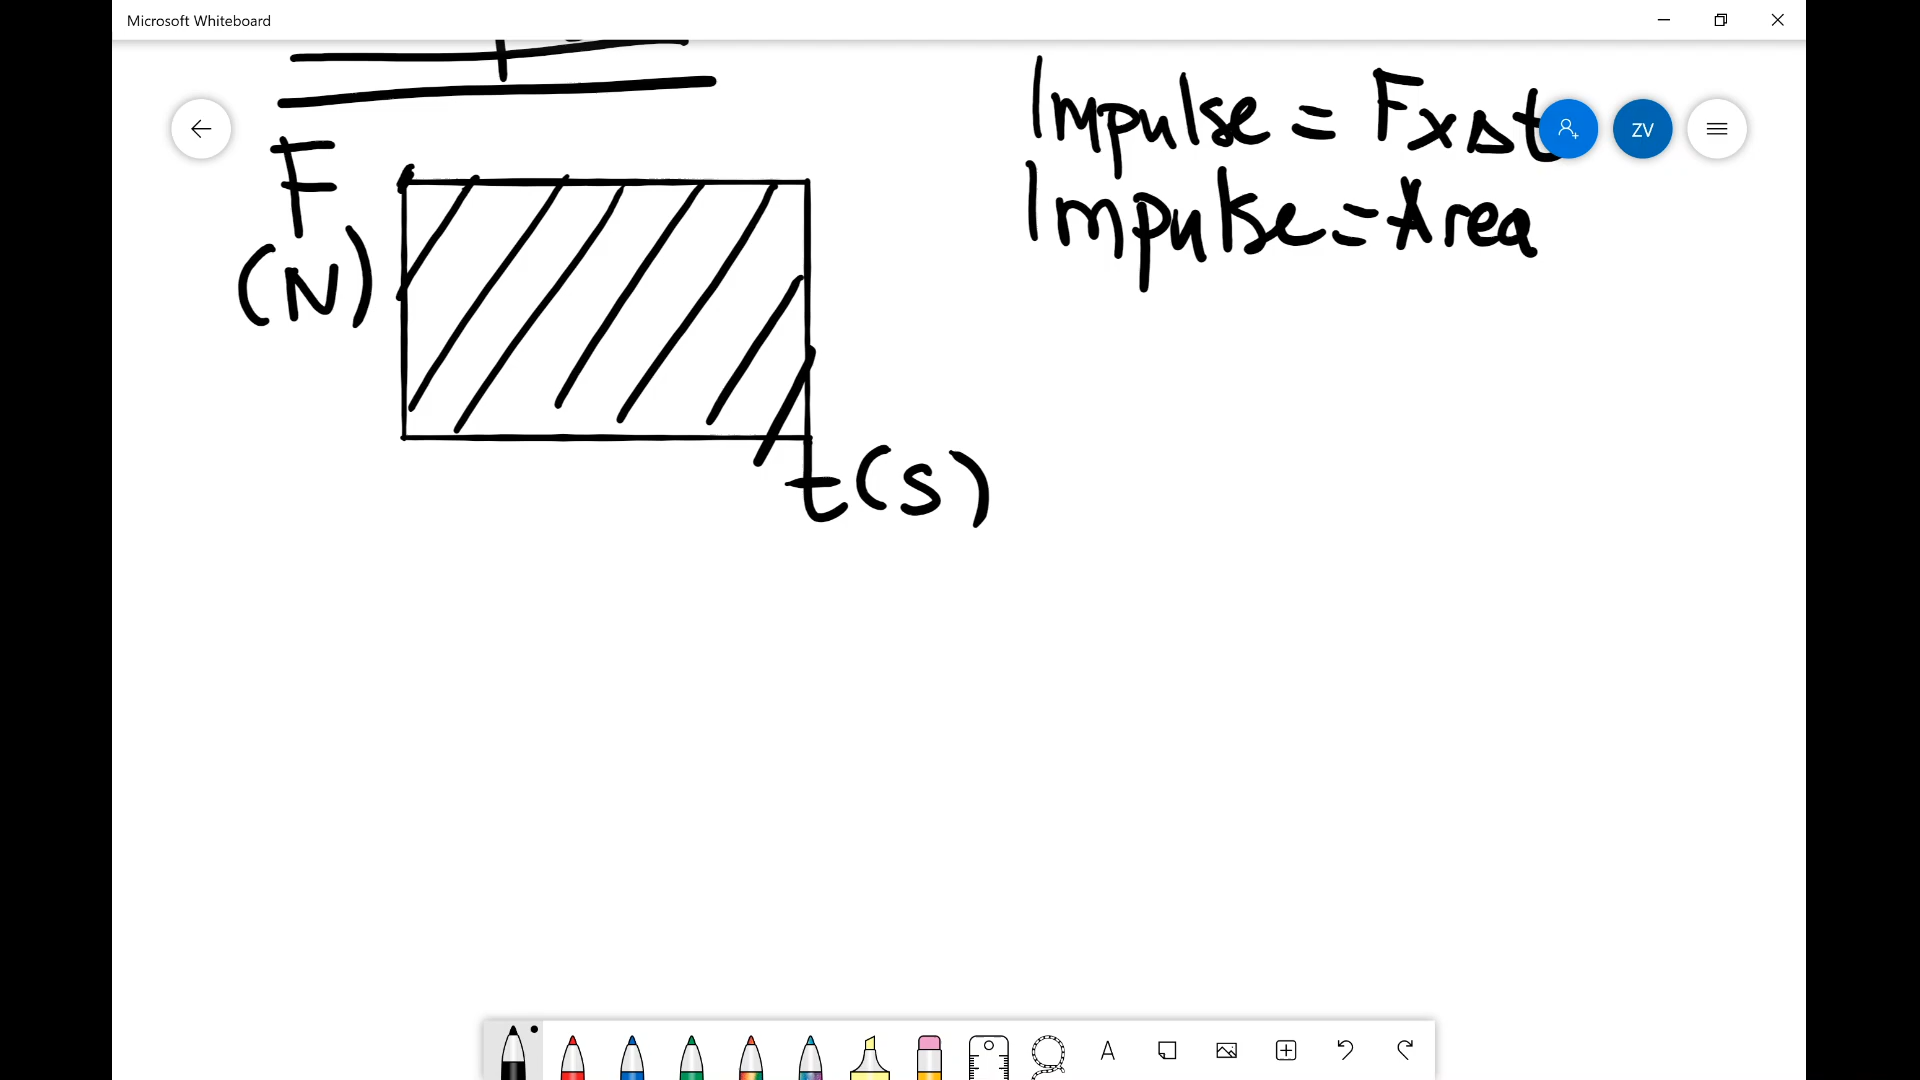 Microsoft Whiteboard
Impulse = F x Δt
ZV
F
(N)
Impulse = Area
t(s)
A